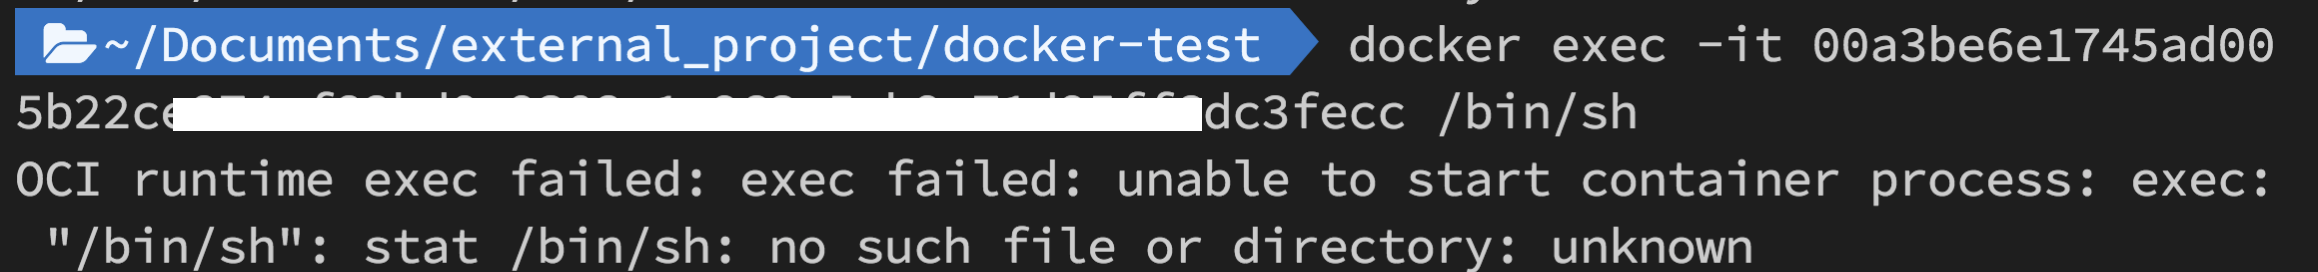 ~/Documents/external_project/docker-test docker exec -it 00a3be6e1745ad00
5b22ce dc3fecc /bin/sh
OCI runtime exec failed: exec failed: unable to start container process: exec:
"/bin/sh": stat /bin/sh: no such file or directory: unknown